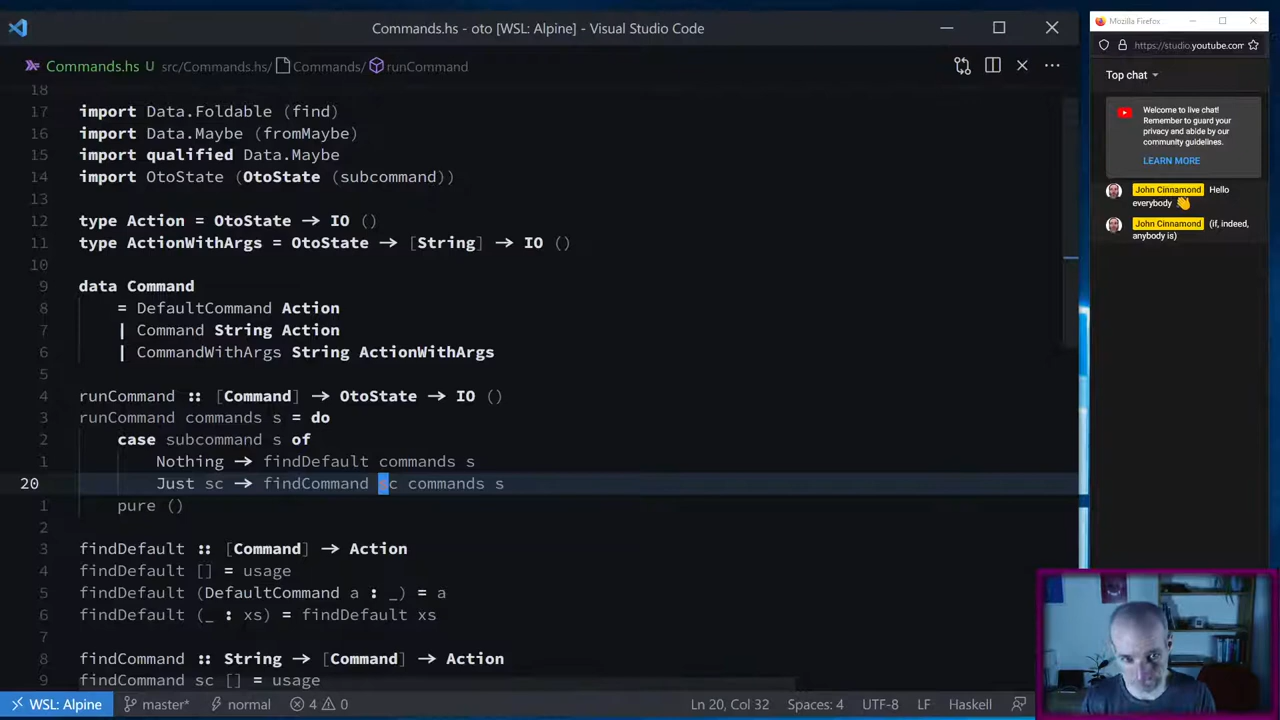 Commands.hs - oto [WSL: Alpine] - Visual Studio Code
Commands.hs U src/Commands.hs/ Commands/ runCommand
18
17 import Data.Foldable (find)
16 import Data.Maybe (fromMaybe)
15 import qualified Data.Maybe
14 import OtoState (OtoState (subcommand))
13
12 type Action = OtoState → IO ()
11 type ActionWithArgs = OtoState → [String] → IO ()
10
9 data Command
8 = DefaultCommand Action
7 | Command String Action
6 | CommandWithArgs String ActionWithArgs
5
4 runCommand :: [Command] → OtoState → IO ()
3 runCommand commands s = do
2 case subcommand s of
1 Nothing → findDefault commands s
20 Just sc → findCommand sc commands s
1 pure ()
2
3 findDefault :: [Command] → Action
4 findDefault [] = usage
5 findDefault (DefaultCommand a : _) = a
6 findDefault (_ : xs) = findDefault xs
7
8 findCommand :: String → [Command] → Action
9 findCommand sc [] = usage
WSL: Alpine master* normal 4 0 Ln 20, Col 32 Spaces: 4 UTF-8 LF Haskell
Mozilla Firefox
https://studio.youtube.com
Top chat
Welcome to live chat!
Remember to guard your
privacy and abide by our
community guidelines.
LEARN MORE
John Cinnamond Hello
everybody 👋
John Cinnamond (if, indeed,
anybody is)